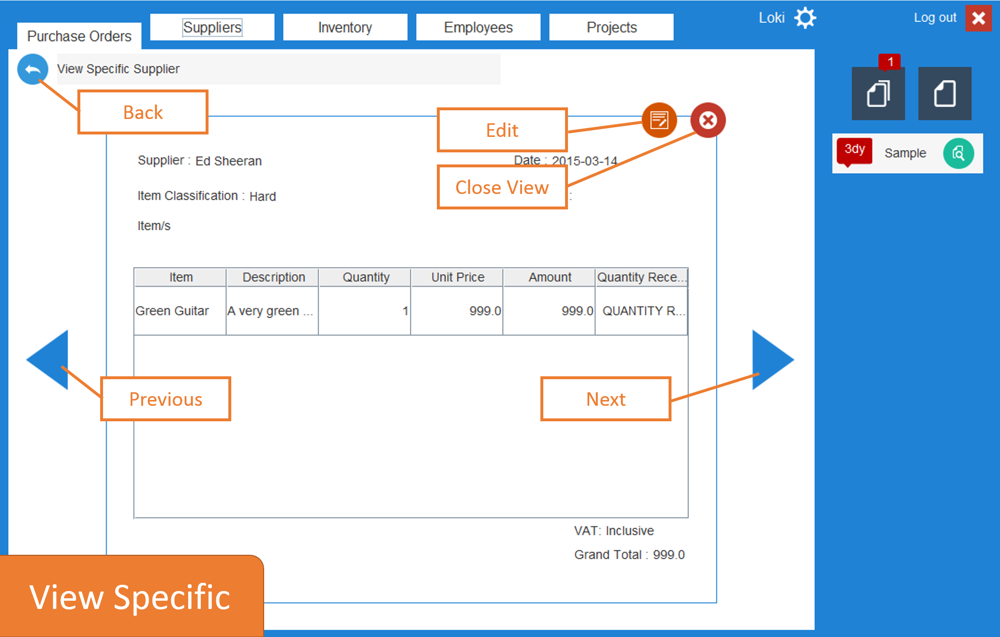 Loki
Log out
Purchase Orders
Suppliers
Inventory
Employees
Projects
View Specific Supplier
1
Back
Edit
3dy
Sample
Supplier : Ed Sheeran
Date : 2015-03-14
Close View
Item Classification : Hard
:
Item/s
Item Description Quantity Unit Price Amount Quantity Rece...
Green Guitar A very green ... 1 999.0 999.0 QUANTITY R...
Previous
Next
VAT: Inclusive
Grand Total : 999.0
View Specific